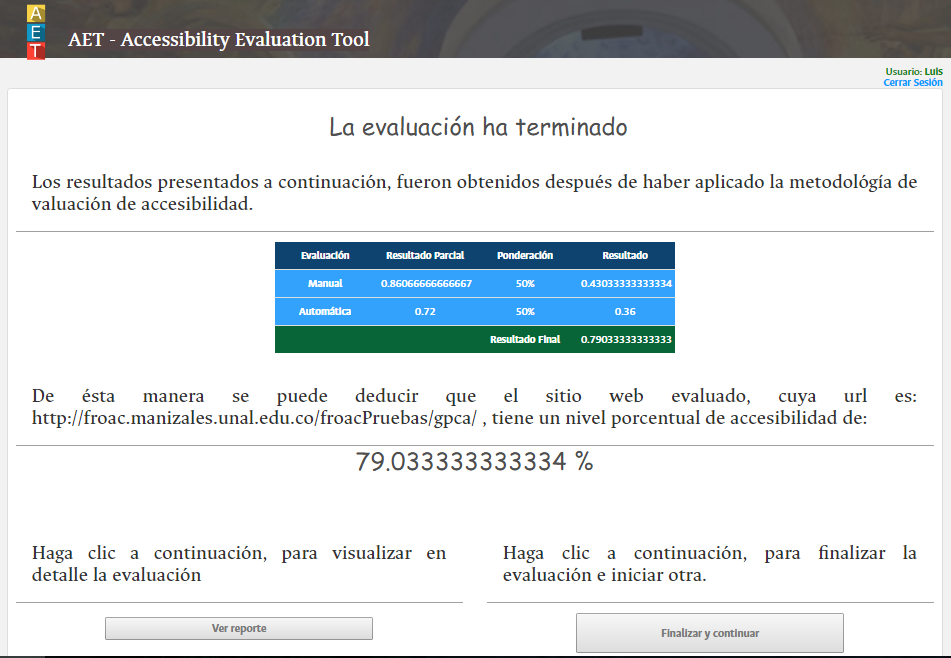 A
E
T
AET - Accessibility Evaluation Tool
Usuario: Luis
Cerrar Sesión
La evaluación ha terminado
Los resultados presentados a continuación, fueron obtenidos después de haber aplicado la metodológía de
valuación de accesibilidad.
Evaluación Resultado Parcial Ponderación Resultado
Manual 0.86066666666667 50% 0.43033333333334
Automática 0.72 50% 0.36
Resultado Final 0.79033333333333
De ésta manera se puede deducir que el sitio web evaluado, cuya url es:
http://froac.manizales.unal.edu.co/froacPruebas/gpca/ , tiene un nivel porcentual de accesibilidad de:
79.033333333334 %
Haga clic a continuación, para visualizar en
detalle la evaluación
Haga clic a continuación, para finalizar la
evaluación e iniciar otra.
Ver reporte
Finalizar y continuar